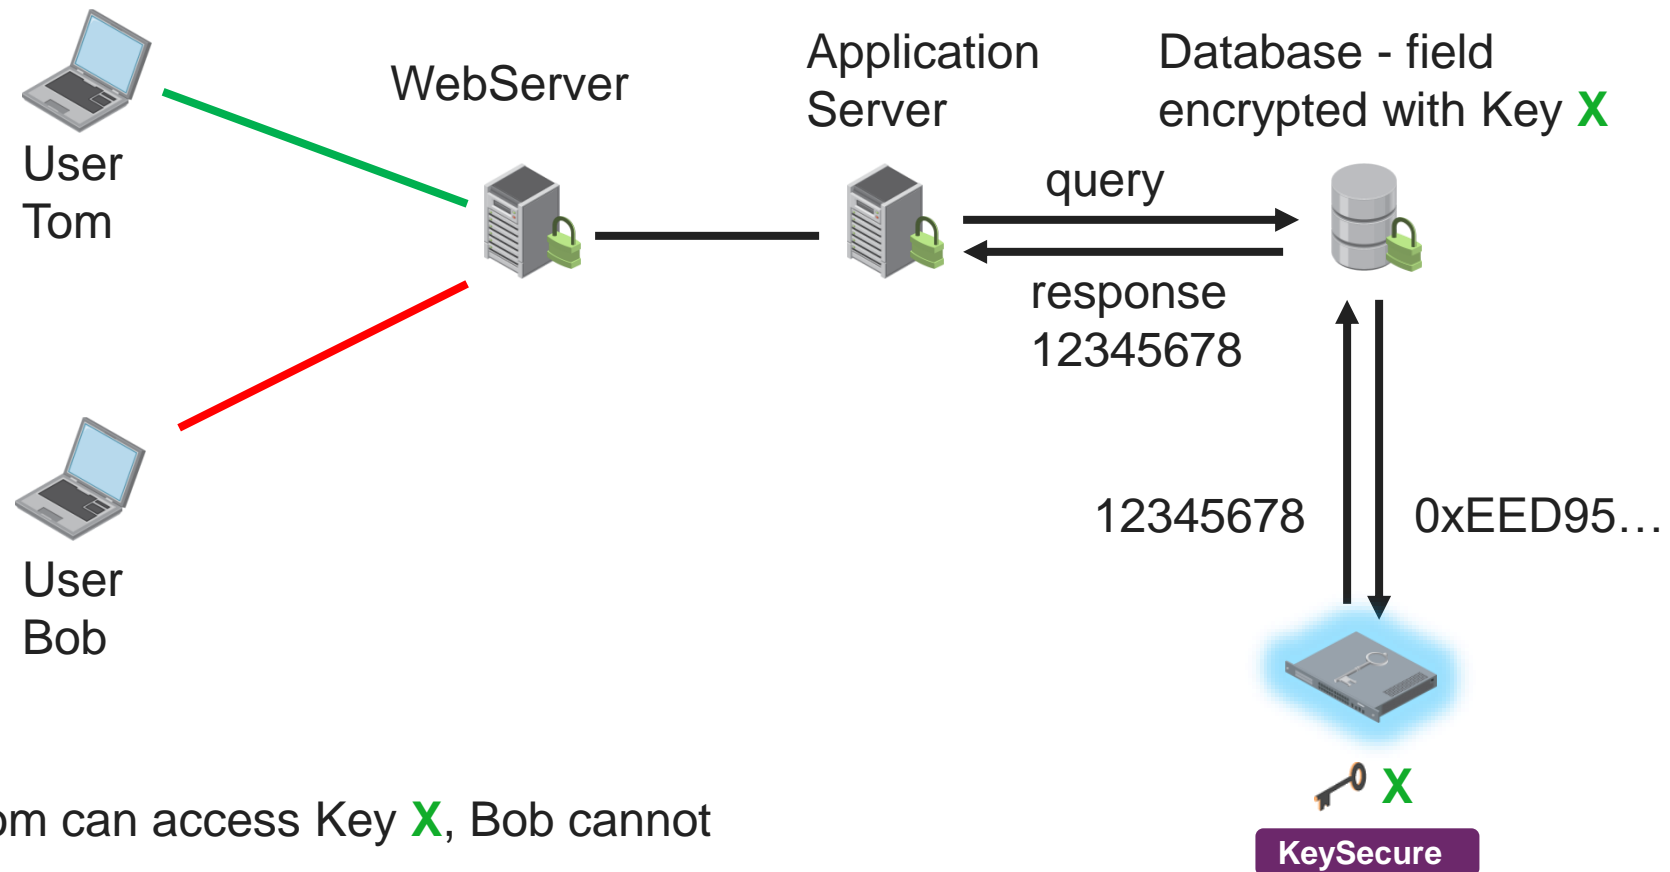 User
Tom
WebServer
Application
Server
Database - field
encrypted with Key X
query
response
12345678
User
Bob
12345678
0xEED95…
X
om can access Key X, Bob cannot
KeySecure